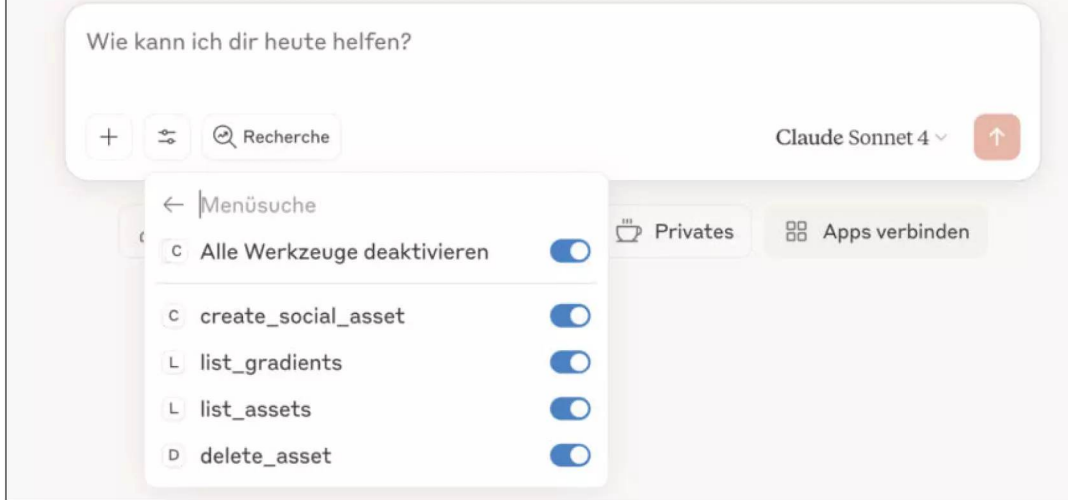 Wie kann ich dir heute helfen?
Recherche
Claude Sonnet 4
Menüsuche
C Alle Werkzeuge deaktivieren
Privates
Apps verbinden
C create_social_asset
L list_gradients
L list_assets
D delete_asset